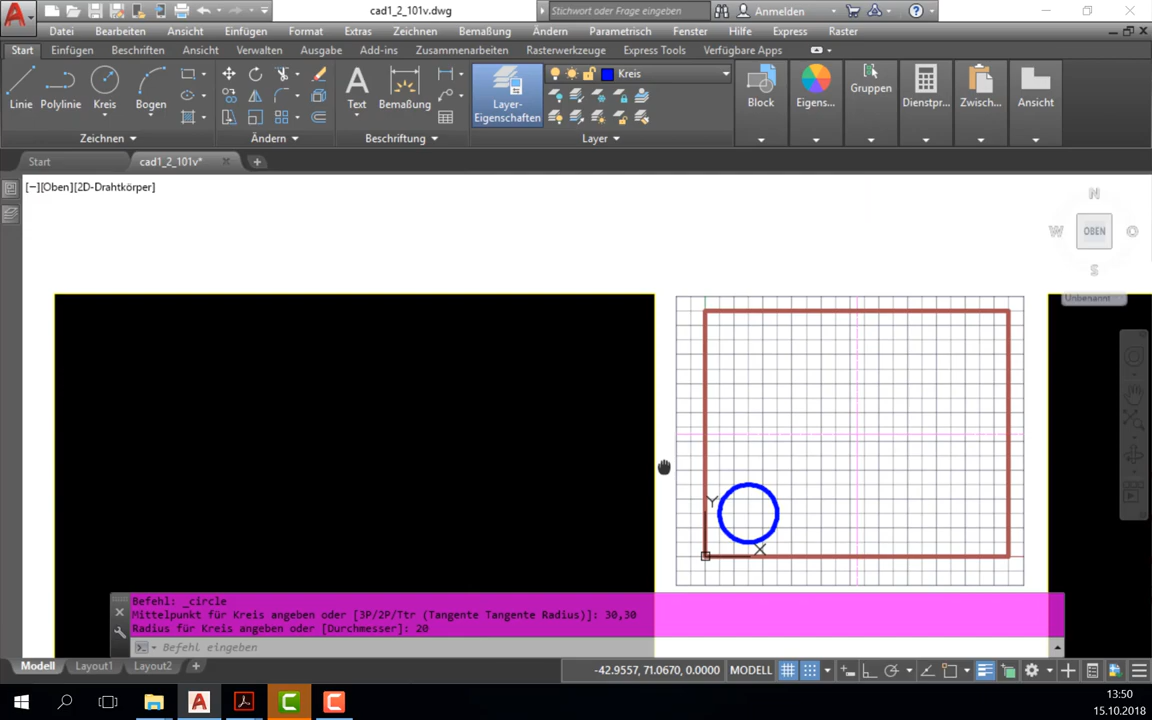 cad1_2_101v.dwg
Stichwort oder Frage eingeben
Anmelden
Datei Bearbeiten Ansicht Einfügen Format Extras Zeichnen Bemaßung Ändern Parametrisch Fenster Hilfe Express Raster
Start Einfügen Beschriften Ansicht Verwalten Ausgabe Add-ins Zusammenarbeiten Rasterwerkzeuge Express Tools Verfügbare Apps
Kreis
Linie Polylinie Kreis Bogen
Text Bemaßung
Layer-
Eigenschaften
Block Eigens... Gruppen Dienstpr... Zwisch... Ansicht
Zeichnen Ändern Beschriftung Layer
Start cad1_2_101v*
[−][Oben][2D-Drahtkörper]
N
W OBEN O
S
Unbenannt
Y
X
Befehl: _circle
Mittelpunkt für Kreis angeben oder [3P/2P/Ttr (Tangente Tangente Radius)]: 30,30
Radius für Kreis angeben oder [Durchmesser]: 20
Befehl eingeben
Modell Layout1 Layout2
-42.9557, 71.0670, 0.0000 MODELL
13:50
15.10.2018